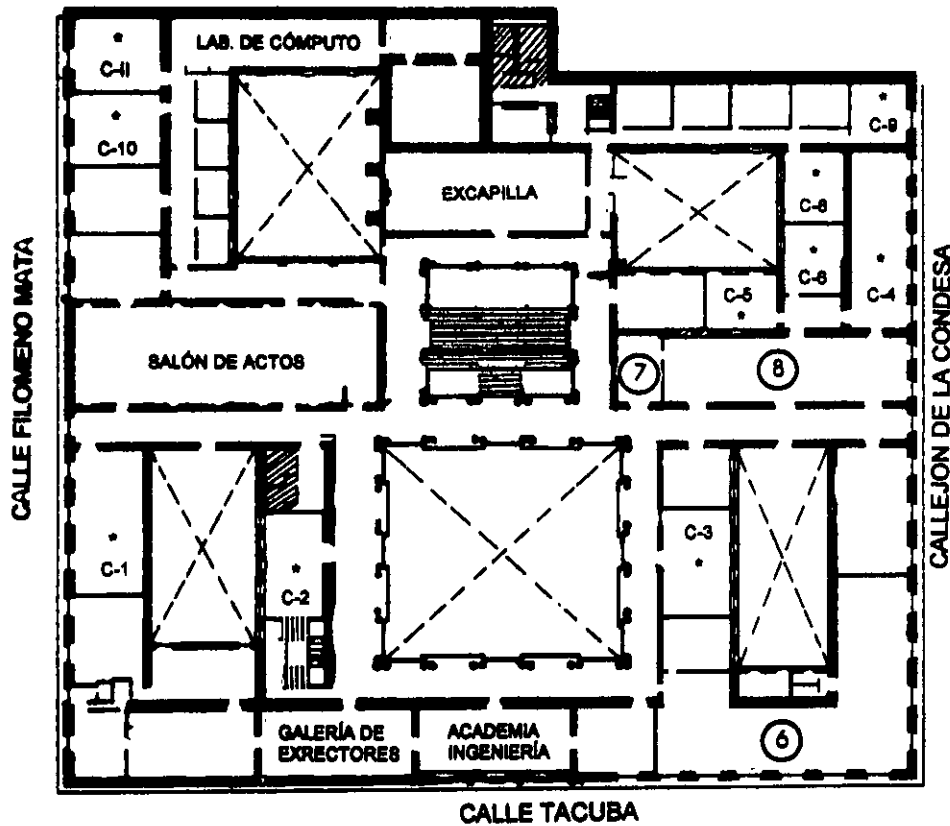 LAB. DE CÓMPUTO
C-II
C-9
C-10
EXCAPILLA
C-8
C-6
C-4
C-5
CALLE FILOMENO MATA
SALÓN DE ACTOS
7
8
CALLEJON DE LA CONDESA
C-3
C-1
C-2
GALERÍA DE
EXRECTORES
ACADEMIA
INGENIERÍA
6
CALLE TACUBA